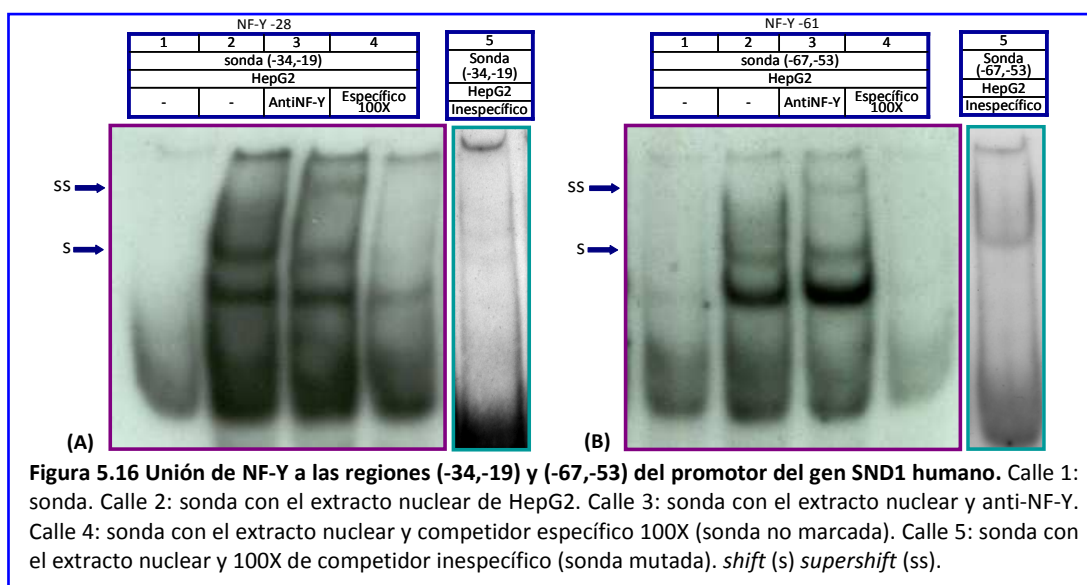 NF-Y -28
1 2 3 4
sonda (-34,-19)
HepG2
- - AntiNF-Y Específico 100X
5
Sonda
(-34,-19)
HepG2
Inespecífico
SS
S
(A)
NF-Y -61
1 2 3 4
sonda (-67,-53)
HepG2
- - AntiNF-Y Específico 100X
5
Sonda
(-67,-53)
HepG2
Inespecífico
SS
S
(B)
Figura 5.16 Unión de NF-Y a las regiones (-34,-19) y (-67,-53) del promotor del gen SND1 humano. Calle 1:
sonda. Calle 2: sonda con el extracto nuclear de HepG2. Calle 3: sonda con el extracto nuclear y anti-NF-Y.
Calle 4: sonda con el extracto nuclear y competidor específico 100X (sonda no marcada). Calle 5: sonda con
el extracto nuclear y 100X de competidor inespecífico (sonda mutada). shift (s) supershift (ss).